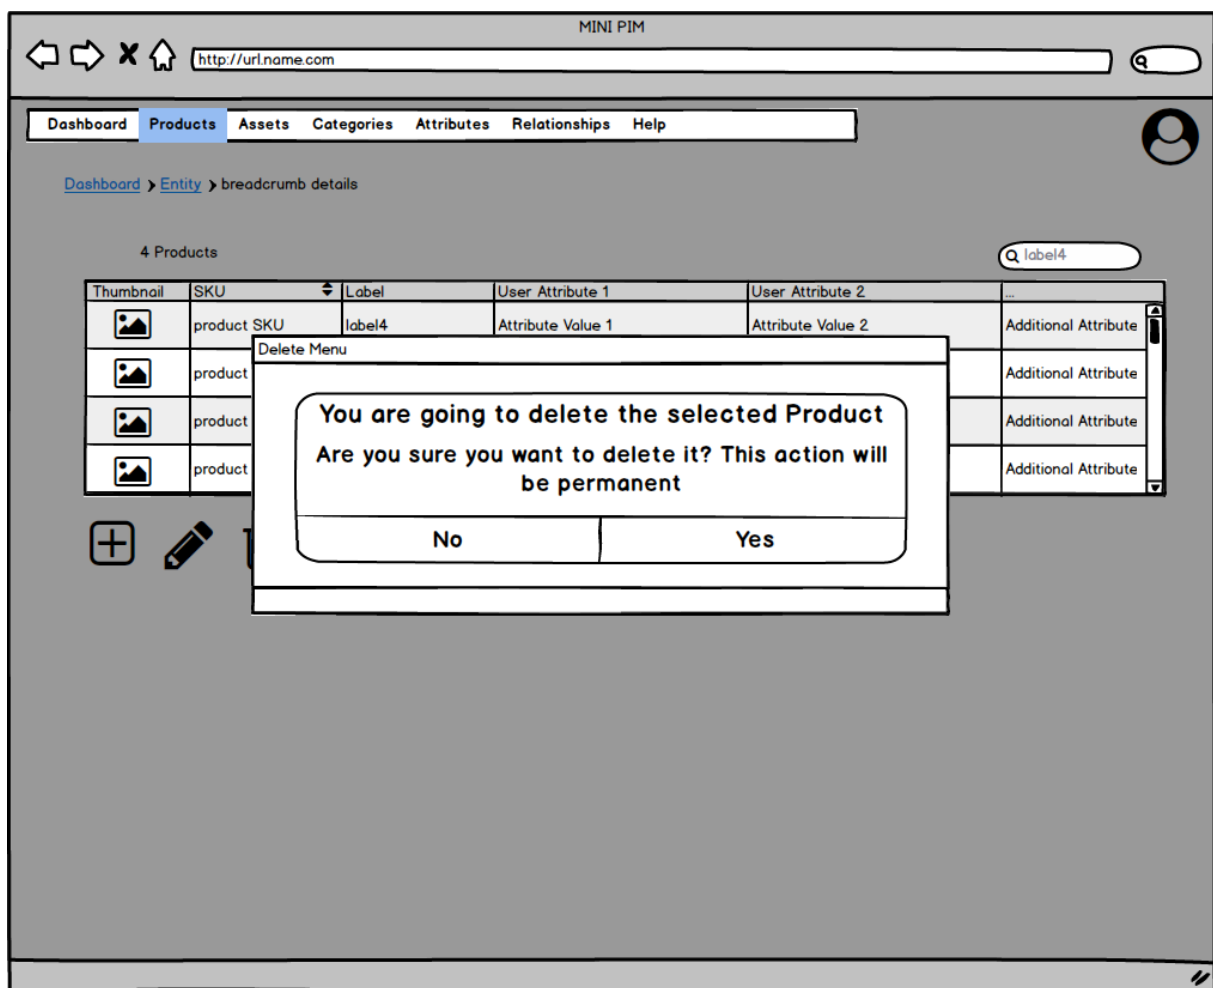 MINI PIM
http://url.name.com
Dashboard Products Assets Categories Attributes Relationships Help
Dashboard Entity breadcrumb details
4 Products
label4
Thumbnail SKU Label User Attribute 1 User Attribute 2 ...
product SKU label4 Attribute Value 1 Attribute Value 2 Additional Attribute
Delete Menu
product Additional Attribute
You are going to delete the selected Product
product Additional Attribute
Are you sure you want to delete it? This action will
product Additional Attribute
be permanent
No Yes